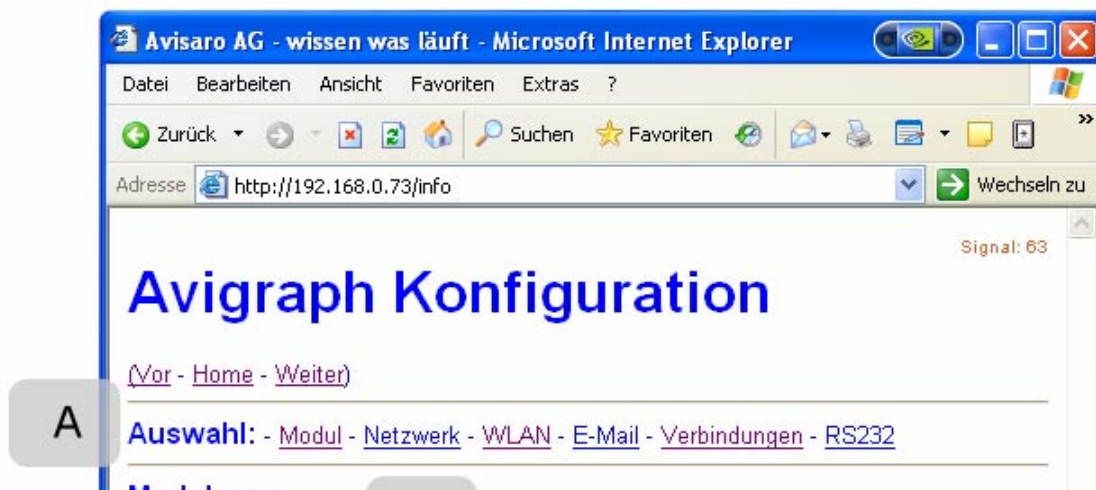 Avisaro AG - wissen was läuft - Microsoft Internet Explorer
Datei Bearbeiten Ansicht Favoriten Extras ?
Zurück Suchen Favoriten »
Adresse http://192.168.0.73/info Wechseln zu
Signal: 63
Avigraph Konfiguration
(Vor - Home - Weiter)
A
Auswahl: - Modul - Netzwerk - WLAN - E-Mail - Verbindungen - RS232